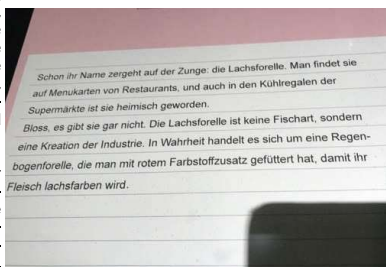 Schon ihr Name zergeht auf der Zunge: die Lachsforelle. Man findet sie
auf Menukarten von Restaurants, und auch in den Kühlregalen der
Supermärkte ist sie heimisch geworden.
Bloss, es gibt sie gar nicht. Die Lachsforelle ist keine Fischart, sondern
eine Kreation der Industrie. In Wahrheit handelt es sich um eine Regen-
bogenforelle, die man mit rotem Farbstoffzusatz gefüttert hat, damit ihr
Fleisch lachsfarben wird.